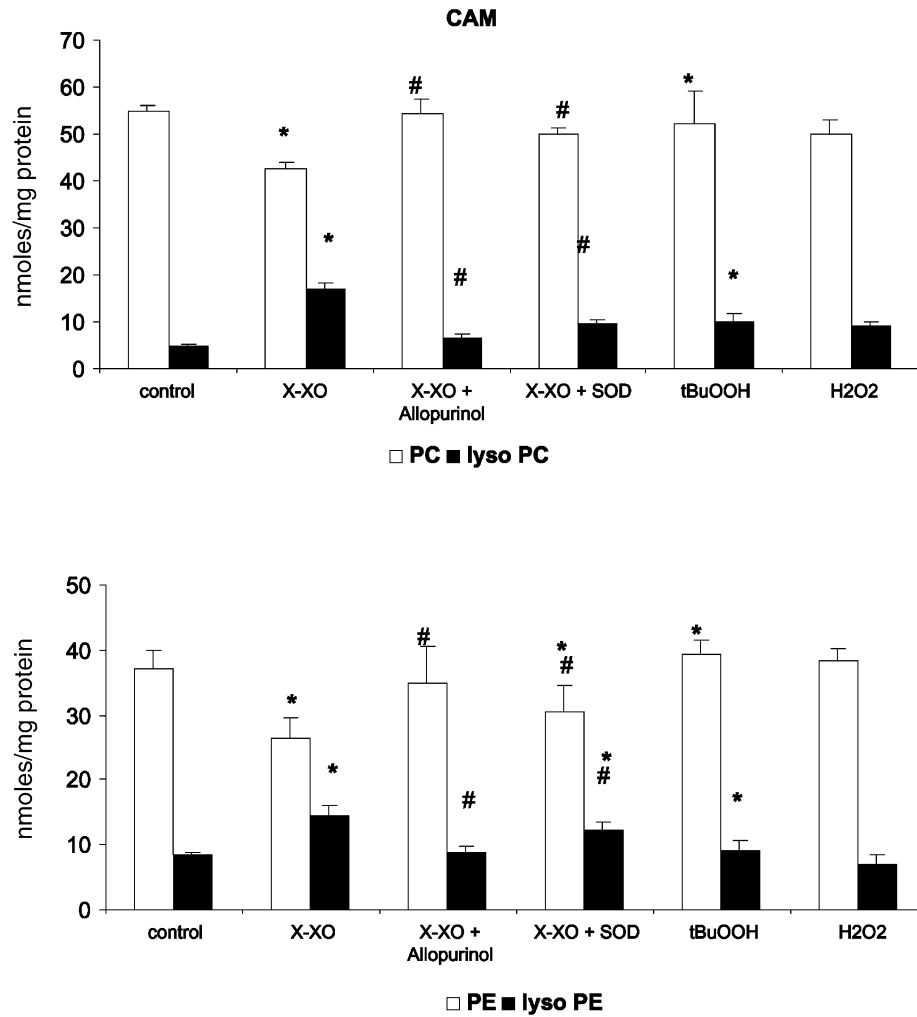 CAM
nmoles/mg protein
70
60
50
40
30
20
10
0
* * # # # # * *
control X-XO X-XO + Allopurinol X-XO + SOD tBuOOH H2O2
PC lyso PC
nmoles/mg protein
50
40
30
20
10
0
* * # # * # * # * *
control X-XO X-XO + Allopurinol X-XO + SOD tBuOOH H2O2
PE lyso PE